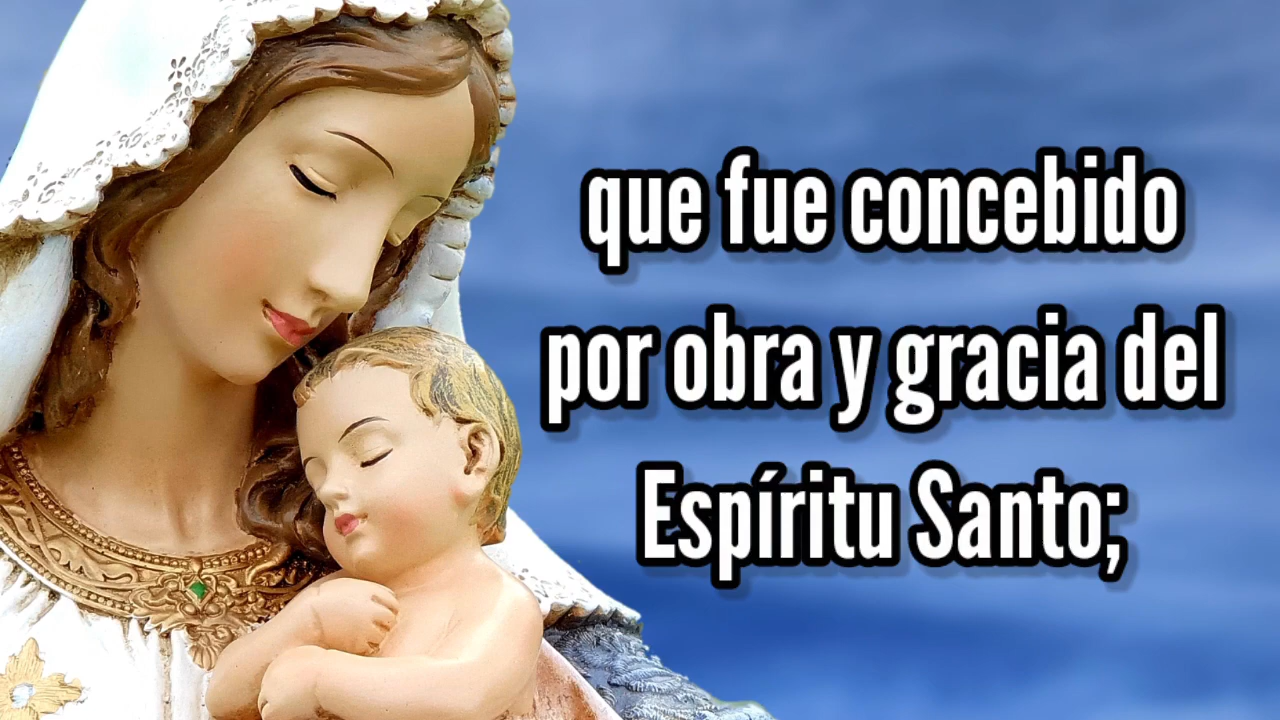 que fue concebido
por obra y gracia del
Espíritu Santo;